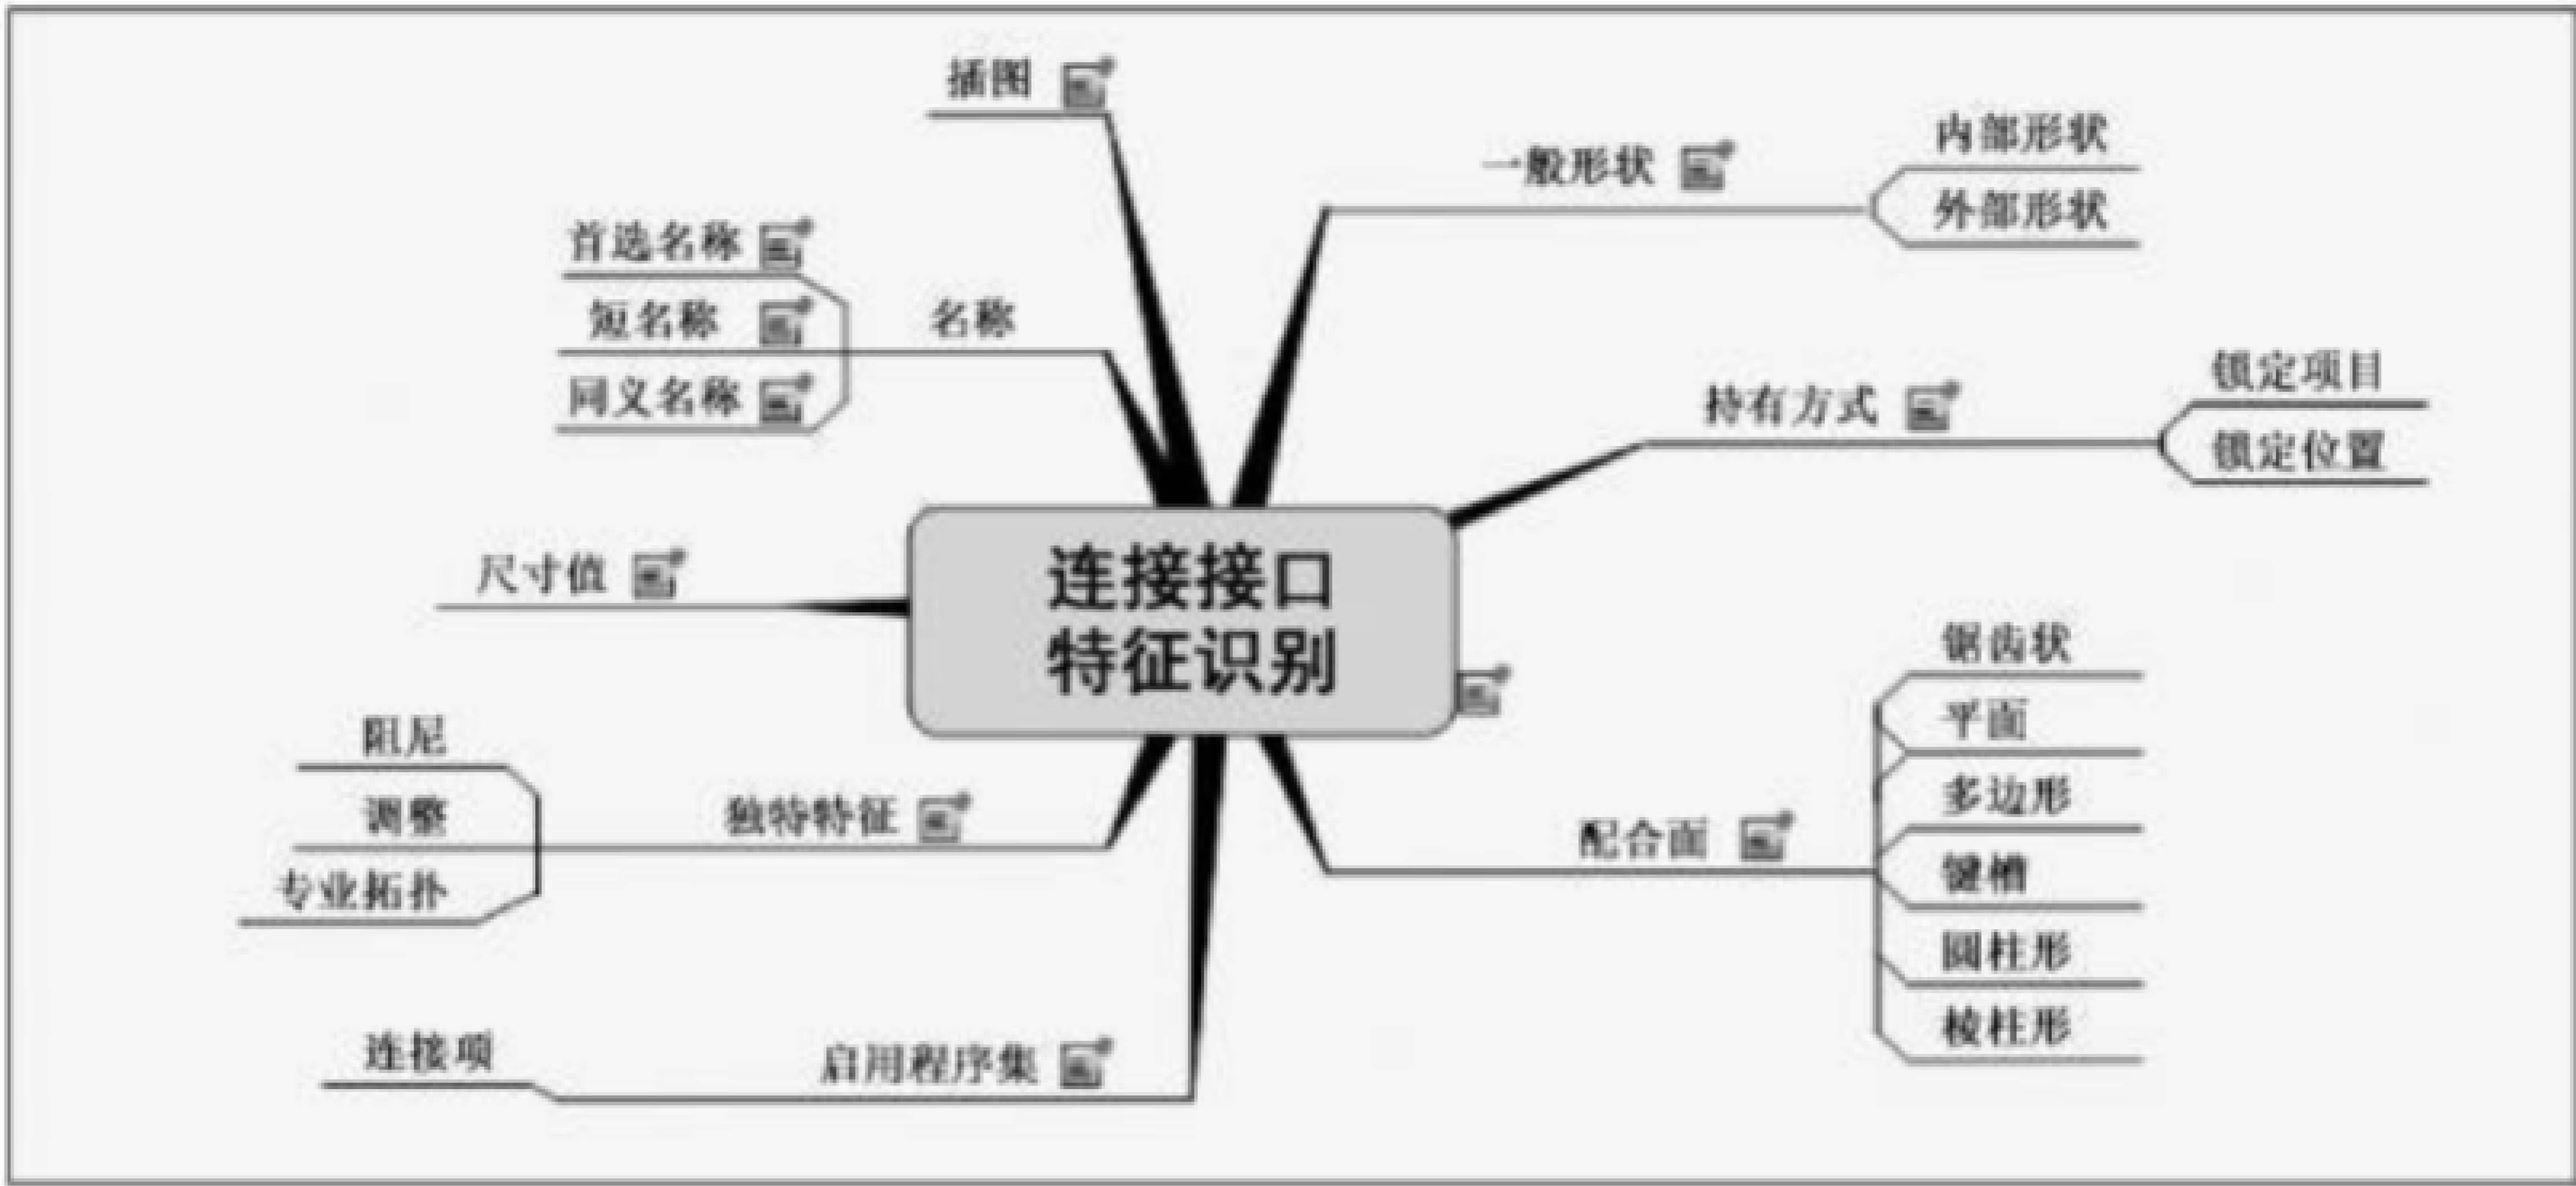 插图
一般形状
内部形状
外部形状
首选名称
短名称
同义名称
名称
持有方式
锁定项目
锁定位置
尺寸值
连接接口
特征识别
阻尼
调整
专业拓扑
独特特征
配合面
锯齿状
平面
多边形
键槽
圆柱形
棱柱形
连接项
启用程序集